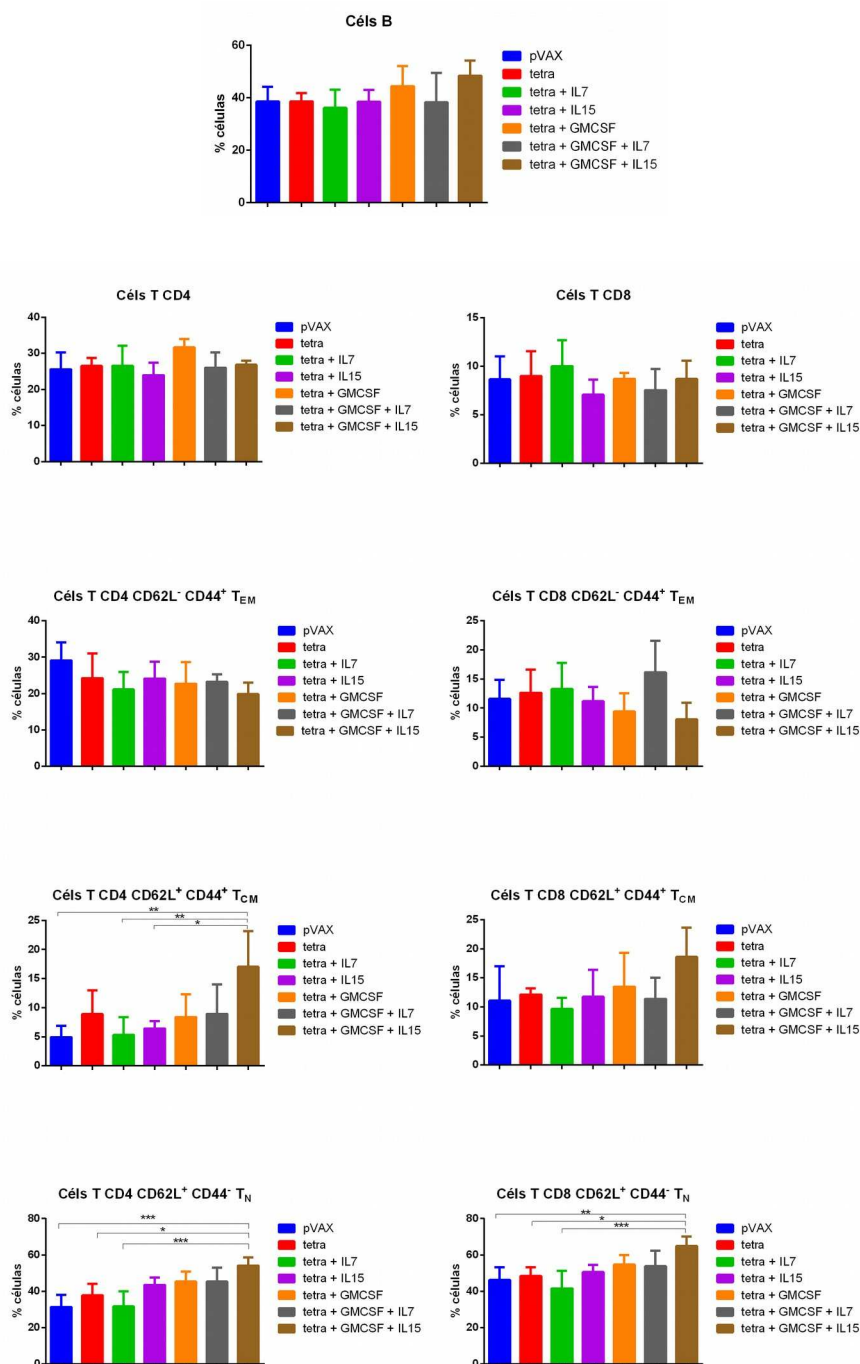 Céls B
% células
60
40
20
0
pVAX
tetra
tetra + IL7
tetra + IL15
tetra + GMCSF
tetra + GMCSF + IL7
tetra + GMCSF + IL15
Céls T CD4
% células
40
30
20
10
0
pVAX
tetra
tetra + IL7
tetra + IL15
tetra + GMCSF
tetra + GMCSF + IL7
tetra + GMCSF + IL15
Céls T CD8
% células
15
10
5
0
pVAX
tetra
tetra + IL7
tetra + IL15
tetra + GMCSF
tetra + GMCSF + IL7
tetra + GMCSF + IL15
Céls T CD4 CD62L⁻ CD44⁺ TEM
% células
40
30
20
10
0
pVAX
tetra
tetra + IL7
tetra + IL15
tetra + GMCSF
tetra + GMCSF + IL7
tetra + GMCSF + IL15
Céls T CD8 CD62L⁻ CD44⁺ TEM
% células
25
20
15
10
5
0
pVAX
tetra
tetra + IL7
tetra + IL15
tetra + GMCSF
tetra + GMCSF + IL7
tetra + GMCSF + IL15
Céls T CD4 CD62L⁺ CD44⁺ TCM
**
**
*
% células
25
20
15
10
5
0
pVAX
tetra
tetra + IL7
tetra + IL15
tetra + GMCSF
tetra + GMCSF + IL7
tetra + GMCSF + IL15
Céls T CD8 CD62L⁺ CD44⁺ TCM
% células
25
20
15
10
5
0
pVAX
tetra
tetra + IL7
tetra + IL15
tetra + GMCSF
tetra + GMCSF + IL7
tetra + GMCSF + IL15
Céls T CD4 CD62L⁺ CD44⁻ TN
***
*
***
% células
80
60
40
20
0
pVAX
tetra
tetra + IL7
tetra + IL15
tetra + GMCSF
tetra + GMCSF + IL7
tetra + GMCSF + IL15
Céls T CD8 CD62L⁺ CD44⁻ TN
**
*
***
% células
80
60
40
20
0
pVAX
tetra
tetra + IL7
tetra + IL15
tetra + GMCSF
tetra + GMCSF + IL7
tetra + GMCSF + IL15